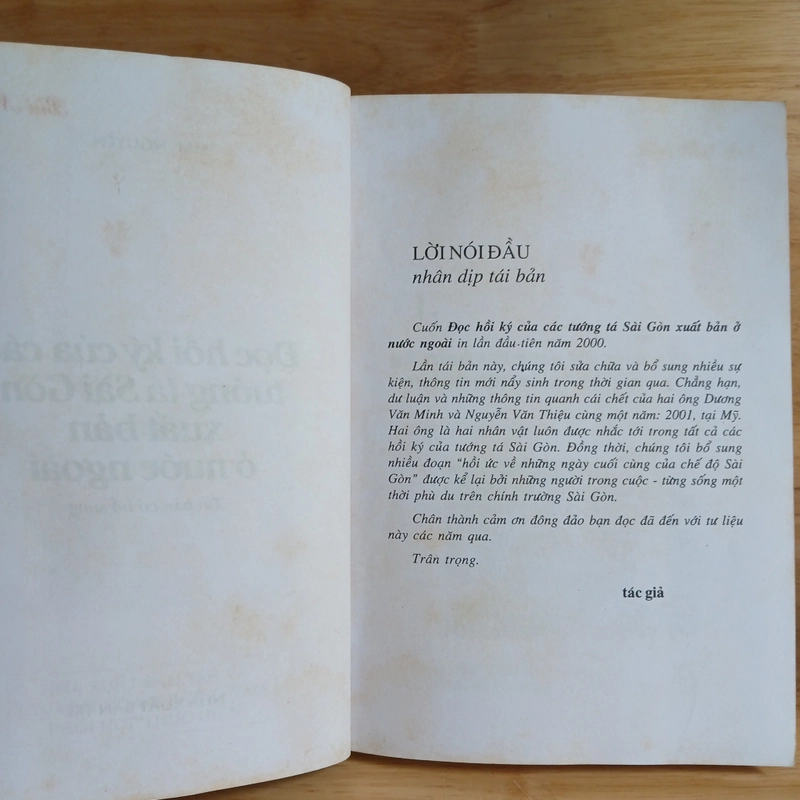 LỜI NÓI ĐẦU
nhân dịp tái bản
Cuốn Đọc hồi ký của các tướng tá Sài Gòn xuất bản ở
nước ngoài in lần đầu-tiên năm 2000.
Lần tái bản này, chúng tôi sửa chữa và bổ sung nhiều sự
kiện, thông tin mới nẩy sinh trong thời gian qua. Chẳng hạn,
dư luận và những thông tin quanh cái chết của hai ông Dương
Văn Minh và Nguyễn Văn Thiệu cùng một năm: 2001, tại Mỹ.
Hai ông là hai nhân vật luôn được nhắc tới trong tất cả các
hồi ký của tướng tá Sài Gòn. Đồng thời, chúng tôi bổ sung
nhiều đoạn "hồi ức về những ngày cuối cùng của chế độ Sài
Gòn" được kể lại bởi những người trong cuộc - từng sống một
thời phù du trên chính trường Sài Gòn.
Chân thành cảm ơn đông đảo bạn đọc đã đến với tư liệu
này các năm qua.
Trân trọng.
tác giả